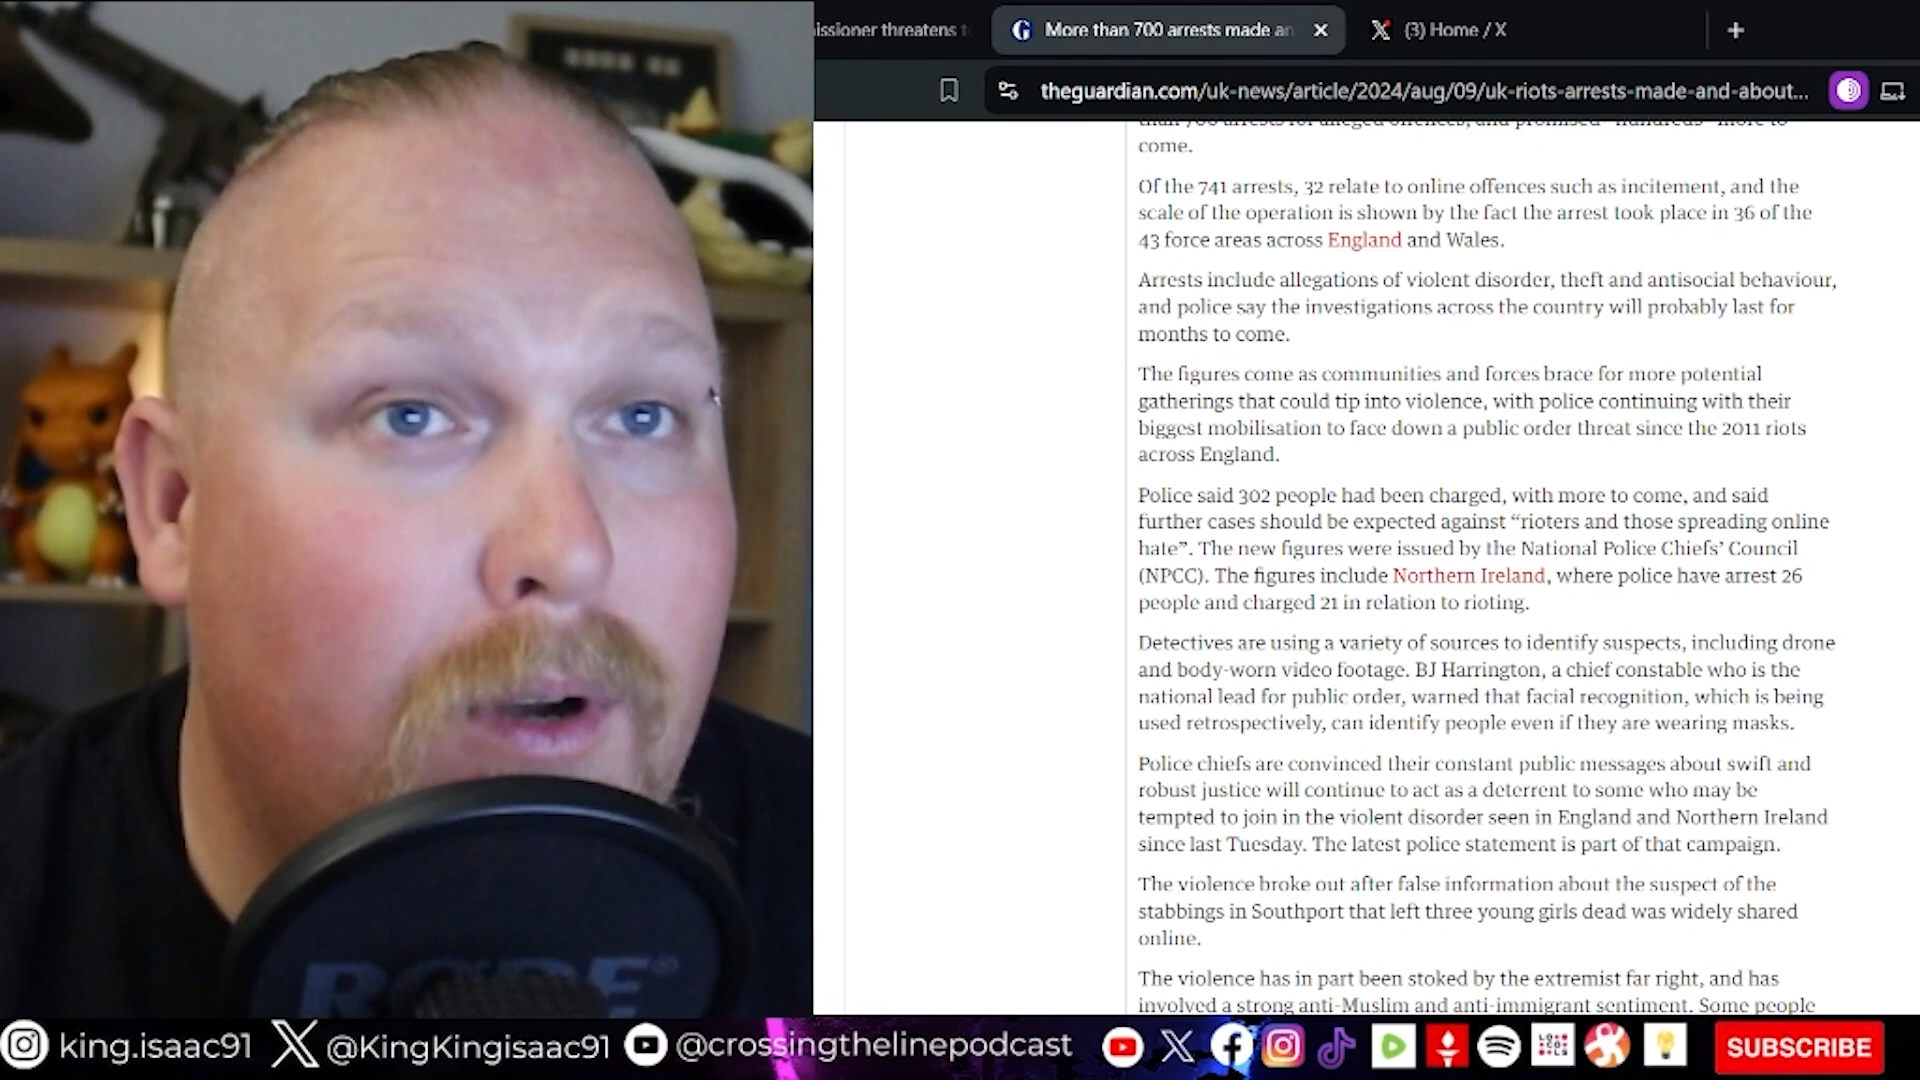 issioner threatens t
More than 700 arrests made an
(3) Home / X
theguardian.com/uk-news/article/2024/aug/09/uk-riots-arrests-made-and-about...
than 700 arrests for alleged offences, and promised "hundreds" more to
come.
Of the 741 arrests, 32 relate to online offences such as incitement, and the
scale of the operation is shown by the fact the arrest took place in 36 of the
43 force areas across England and Wales.
Arrests include allegations of violent disorder, theft and antisocial behaviour,
and police say the investigations across the country will probably last for
months to come.
The figures come as communities and forces brace for more potential
gatherings that could tip into violence, with police continuing with their
biggest mobilisation to face down a public order threat since the 2011 riots
across England.
Police said 302 people had been charged, with more to come, and said
further cases should be expected against “rioters and those spreading online
hate”. The new figures were issued by the National Police Chiefs’ Council
(NPCC). The figures include Northern Ireland, where police have arrest 26
people and charged 21 in relation to rioting.
Detectives are using a variety of sources to identify suspects, including drone
and body-worn video footage. BJ Harrington, a chief constable who is the
national lead for public order, warned that facial recognition, which is being
used retrospectively, can identify people even if they are wearing masks.
Police chiefs are convinced their constant public messages about swift and
robust justice will continue to act as a deterrent to some who may be
tempted to join in the violent disorder seen in England and Northern Ireland
since last Tuesday. The latest police statement is part of that campaign.
The violence broke out after false information about the suspect of the
stabbings in Southport that left three young girls dead was widely shared
online.
The violence has in part been stoked by the extremist far right, and has
involved a strong anti-Muslim and anti-immigrant sentiment. Some people
RODE®
king.isaac91 @KingKingisaac91 @crossingthelinepodcast SUBSCRIBE